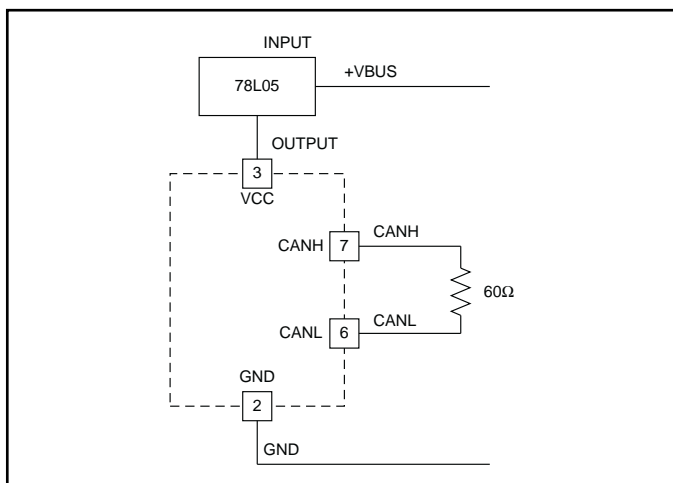 INPUT
78L05
+VBUS
OUTPUT
3
VCC
CANH
7
CANH
60Ω
CANL
6
CANL
GND
2
GND